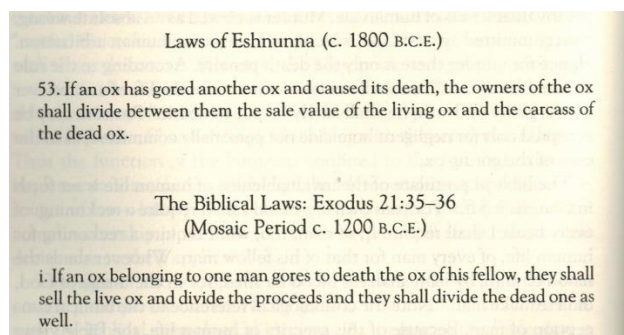 Laws of Eshnunna (c. 1800 B.C.E.)
53. If an ox has gored another ox and caused its death, the owners of the ox
shall divide between them the sale value of the living ox and the carcass of
the dead ox.
The Biblical Laws: Exodus 21:35–36
(Mosaic Period c. 1200 B.C.E.)
i. If an ox belonging to one man gores to death the ox of his fellow, they shall
sell the live ox and divide the proceeds and they shall divide the dead one as
well.